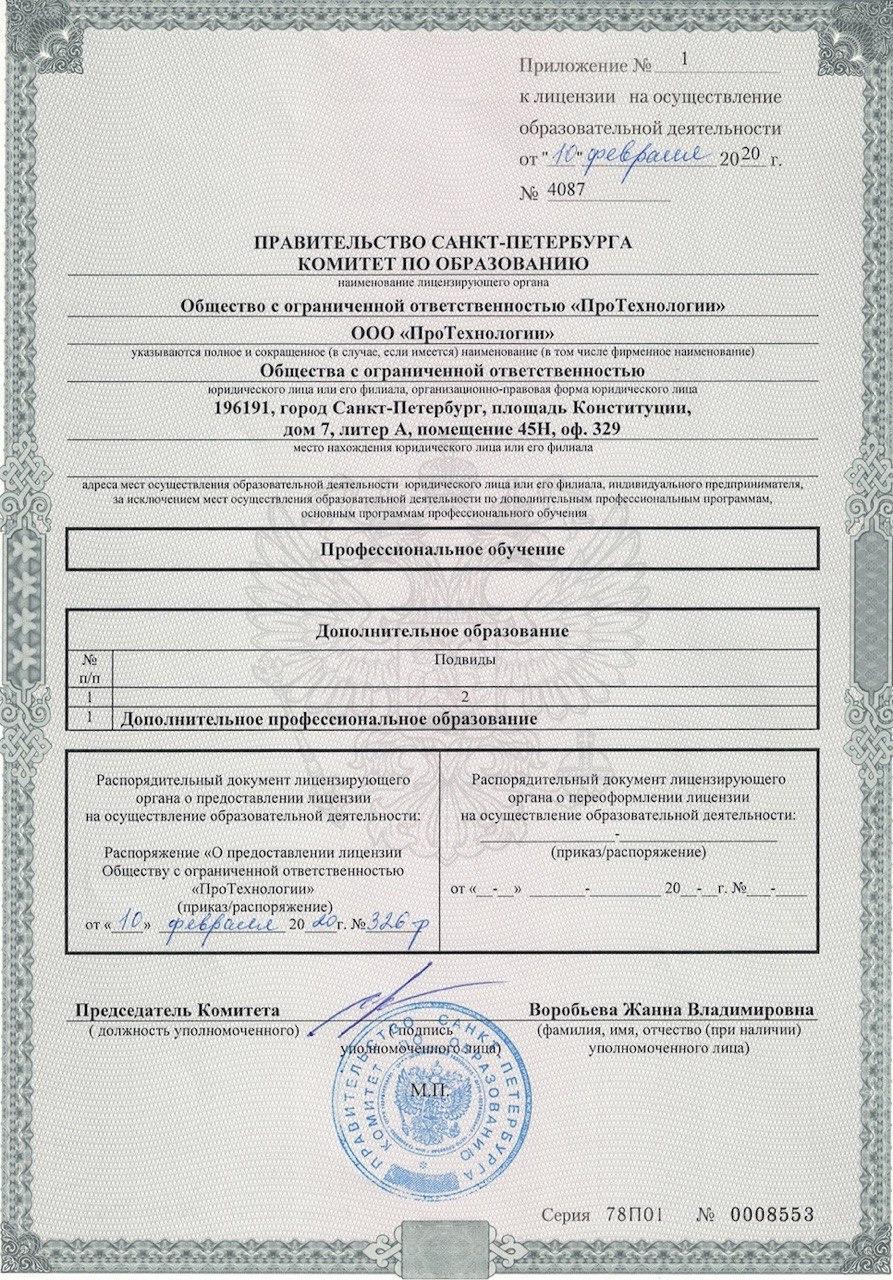 Приложение № 1
к лицензии на осуществление
образовательной деятельности
от "10" февраля 2020 г.
№ 4087
ПРАВИТЕЛЬСТВО САНКТ-ПЕТЕРБУРГА
КОМИТЕТ ПО ОБРАЗОВАНИЮ
наименование лицензирующего органа
Общество с ограниченной ответственностью «ПроТехнологии»
ООО «ПроТехнологии»
указываются полное и сокращенное (в случае, если имеется) наименование (в том числе фирменное наименование)
Общества с ограниченной ответственностью
юридического лица или его филиала, организационно-правовая форма юридического лица
196191, город Санкт-Петербург, площадь Конституции,
дом 7, литер А, помещение 45Н, оф. 329
место нахождения юридического лица или его филиала
адреса мест осуществления образовательной деятельности юридического лица или его филиала, индивидуального предпринимателя,
за исключением мест осуществления образовательной деятельности по дополнительным профессиональным программам,
основным программам профессионального обучения
Профессиональное обучение
Дополнительное образование
№ п/п
Подвиды
1 2
1 Дополнительное профессиональное образование
Распорядительный документ лицензирующего
органа о предоставлении лицензии
на осуществление образовательной деятельности:
Распоряжение «О предоставлении лицензии
Обществу с ограниченной ответственностью
«ПроТехнологии»
(приказ/распоряжение)
от «10» февраля 2020г. №326-р
Распорядительный документ лицензирующего
органа о переоформлении лицензии
на осуществление образовательной деятельности:
-
(приказ/распоряжение)
от «__-__» ______-______ 20__-__ г. №___-____
Председатель Комитета
( должность уполномоченного)
( подпись
уполномоченного лица)
Воробьева Жанна Владимировна
(фамилия, имя, отчество (при наличии)
уполномоченного лица)
М.П.
ПРАВИТЕЛЬСТВО САНКТ-ПЕТЕРБУРГА
КОМИТЕТ ПО ОБРАЗОВАНИЮ
Серия 78П01 № 0008553